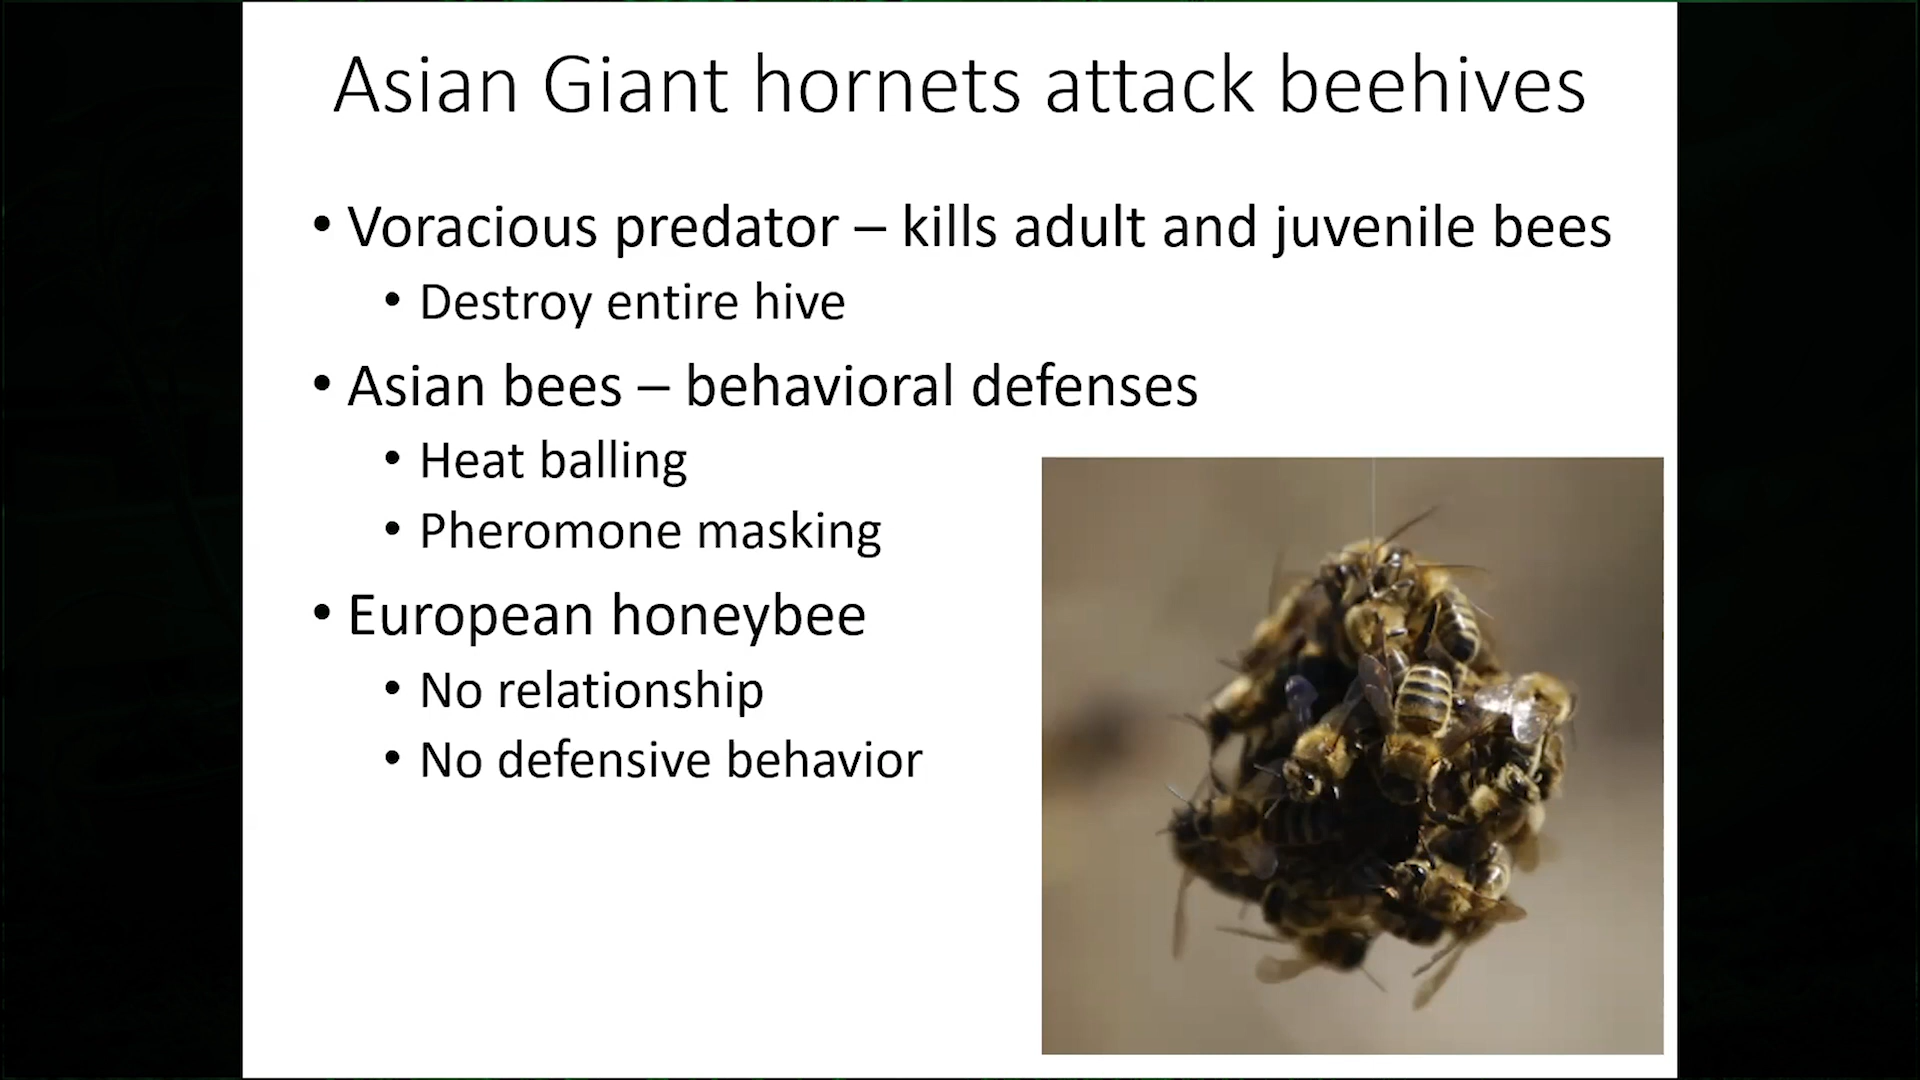 Asian Giant hornets attack beehives
• Voracious predator – kills adult and juvenile bees
• Destroy entire hive
• Asian bees – behavioral defenses
• Heat balling
• Pheromone masking
• European honeybee
• No relationship
• No defensive behavior